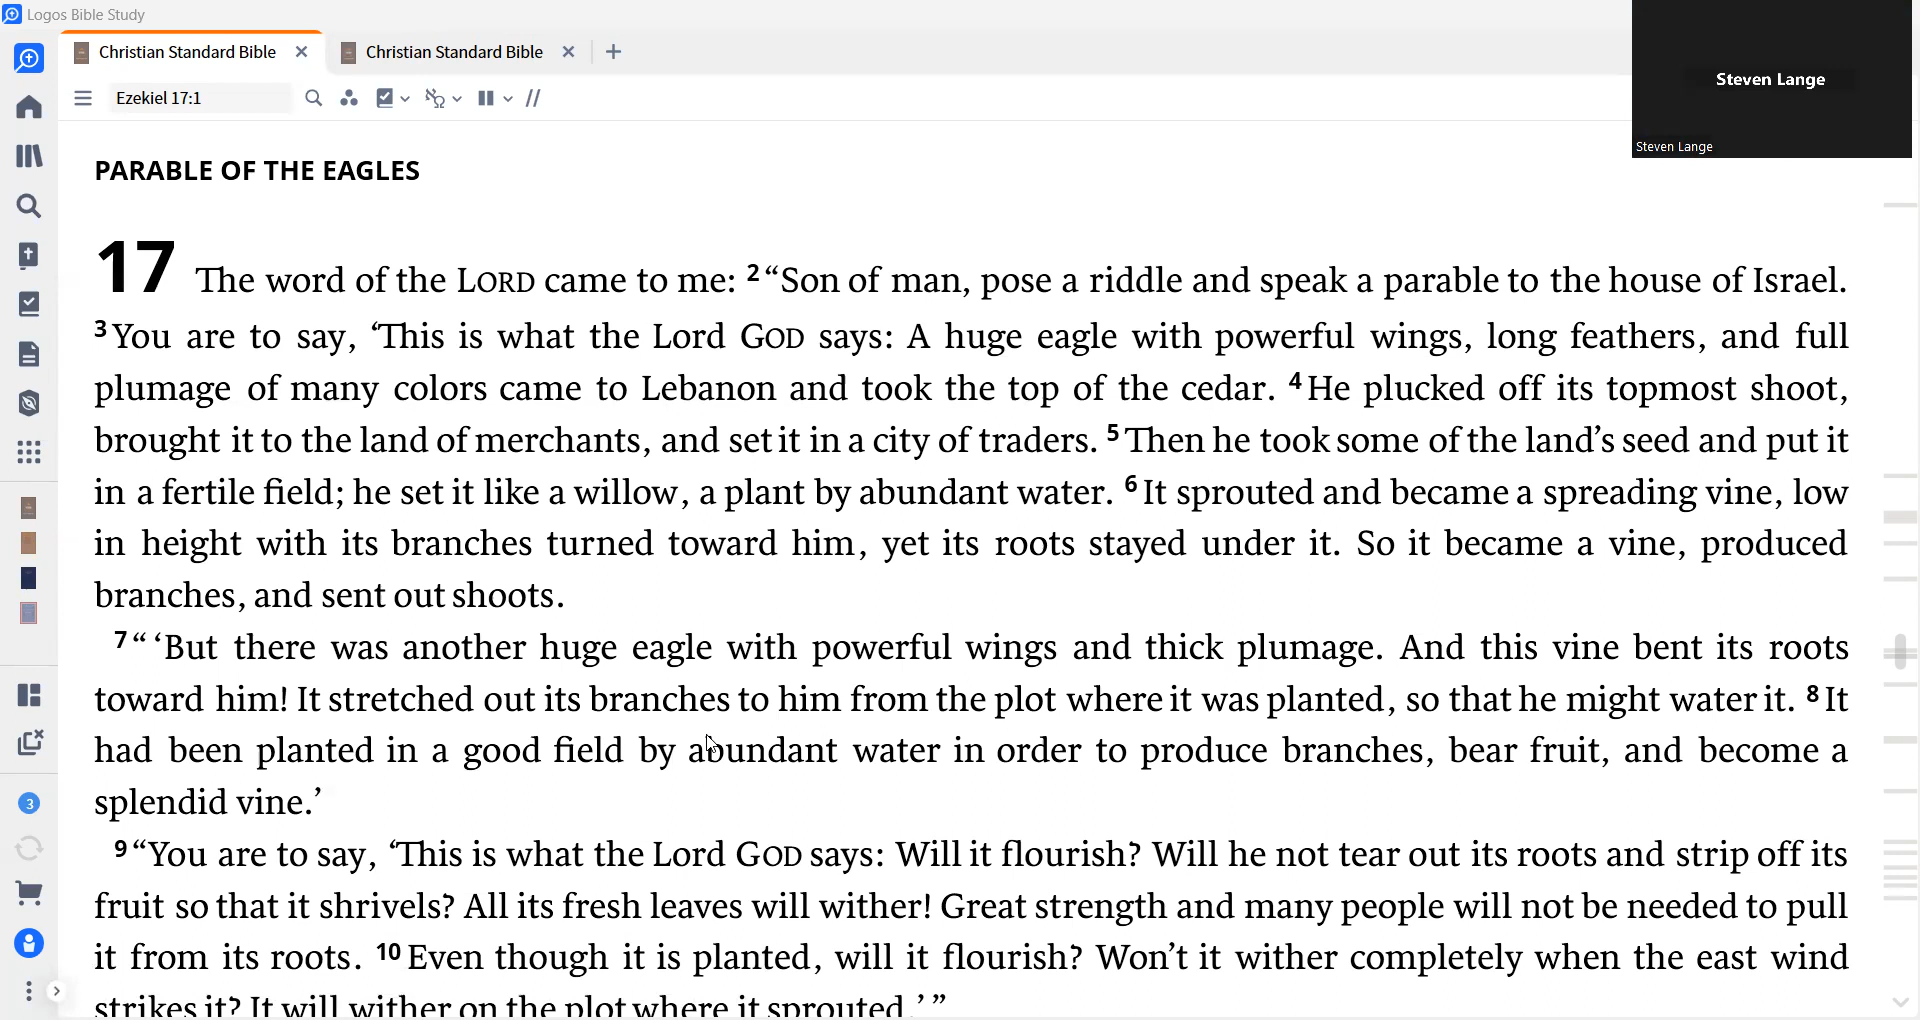 Logos Bible Study
Christian Standard Bible
Christian Standard Bible
Ezekiel 17:1
Steven Lange
Steven Lange
PARABLE OF THE EAGLES
17 The word of the LORD came to me: 2 “Son of man, pose a riddle and speak a parable to the house of Israel.
3 You are to say, ‘This is what the Lord GOD says: A huge eagle with powerful wings, long feathers, and full
plumage of many colors came to Lebanon and took the top of the cedar. 4 He plucked off its topmost shoot,
brought it to the land of merchants, and set it in a city of traders. 5 Then he took some of the land’s seed and put it
in a fertile field; he set it like a willow, a plant by abundant water. 6 It sprouted and became a spreading vine, low
in height with its branches turned toward him, yet its roots stayed under it. So it became a vine, produced
branches, and sent out shoots.
7 “ ‘But there was another huge eagle with powerful wings and thick plumage. And this vine bent its roots
toward him! It stretched out its branches to him from the plot where it was planted, so that he might water it. 8 It
had been planted in a good field by abundant water in order to produce branches, bear fruit, and become a
splendid vine.’
9 “You are to say, ‘This is what the Lord GOD says: Will it flourish? Will he not tear out its roots and strip off its
fruit so that it shrivels? All its fresh leaves will wither! Great strength and many people will not be needed to pull
it from its roots. 10 Even though it is planted, will it flourish? Won’t it wither completely when the east wind
strikes it? It will wither on the plot where it sprouted.’ ”
3